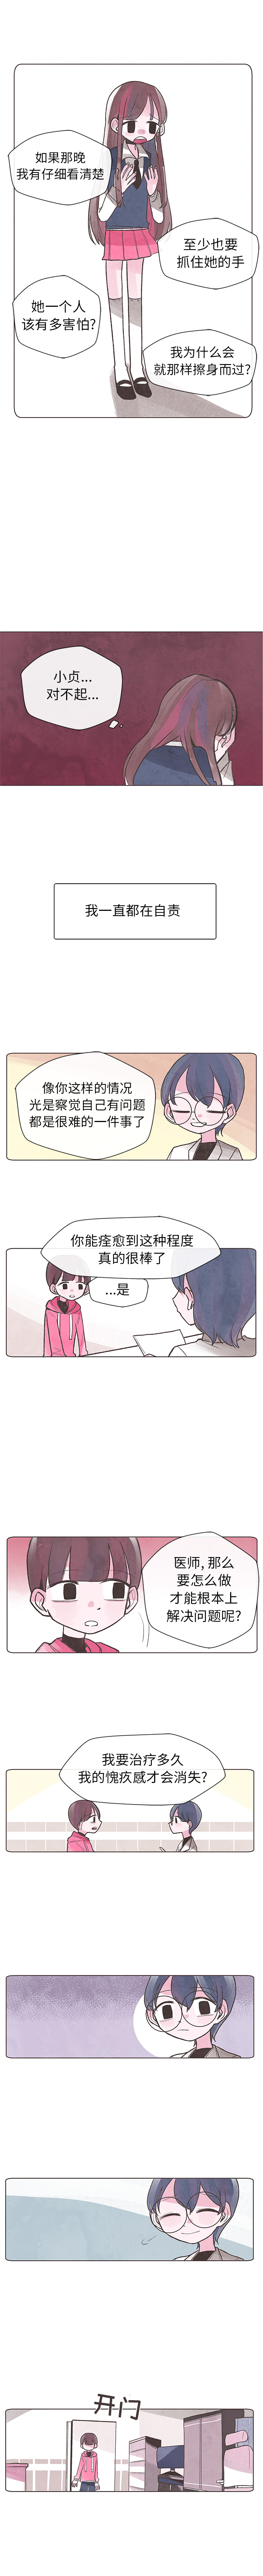 如果那晚
我有仔细看清楚
至少也要
抓住她的手
她一个人
该有多害怕?
我为什么会
就那样擦身而过?
小贞...
对不起...
我一直都在自责
像你这样的情况
光是察觉自己有问题
都是很难的一件事了
你能痊愈到这种程度
真的很棒了
...是
医师, 那么
要怎么做
才能根本上
解决问题呢?
我要治疗多久
我的愧疚感才会消失?
开门